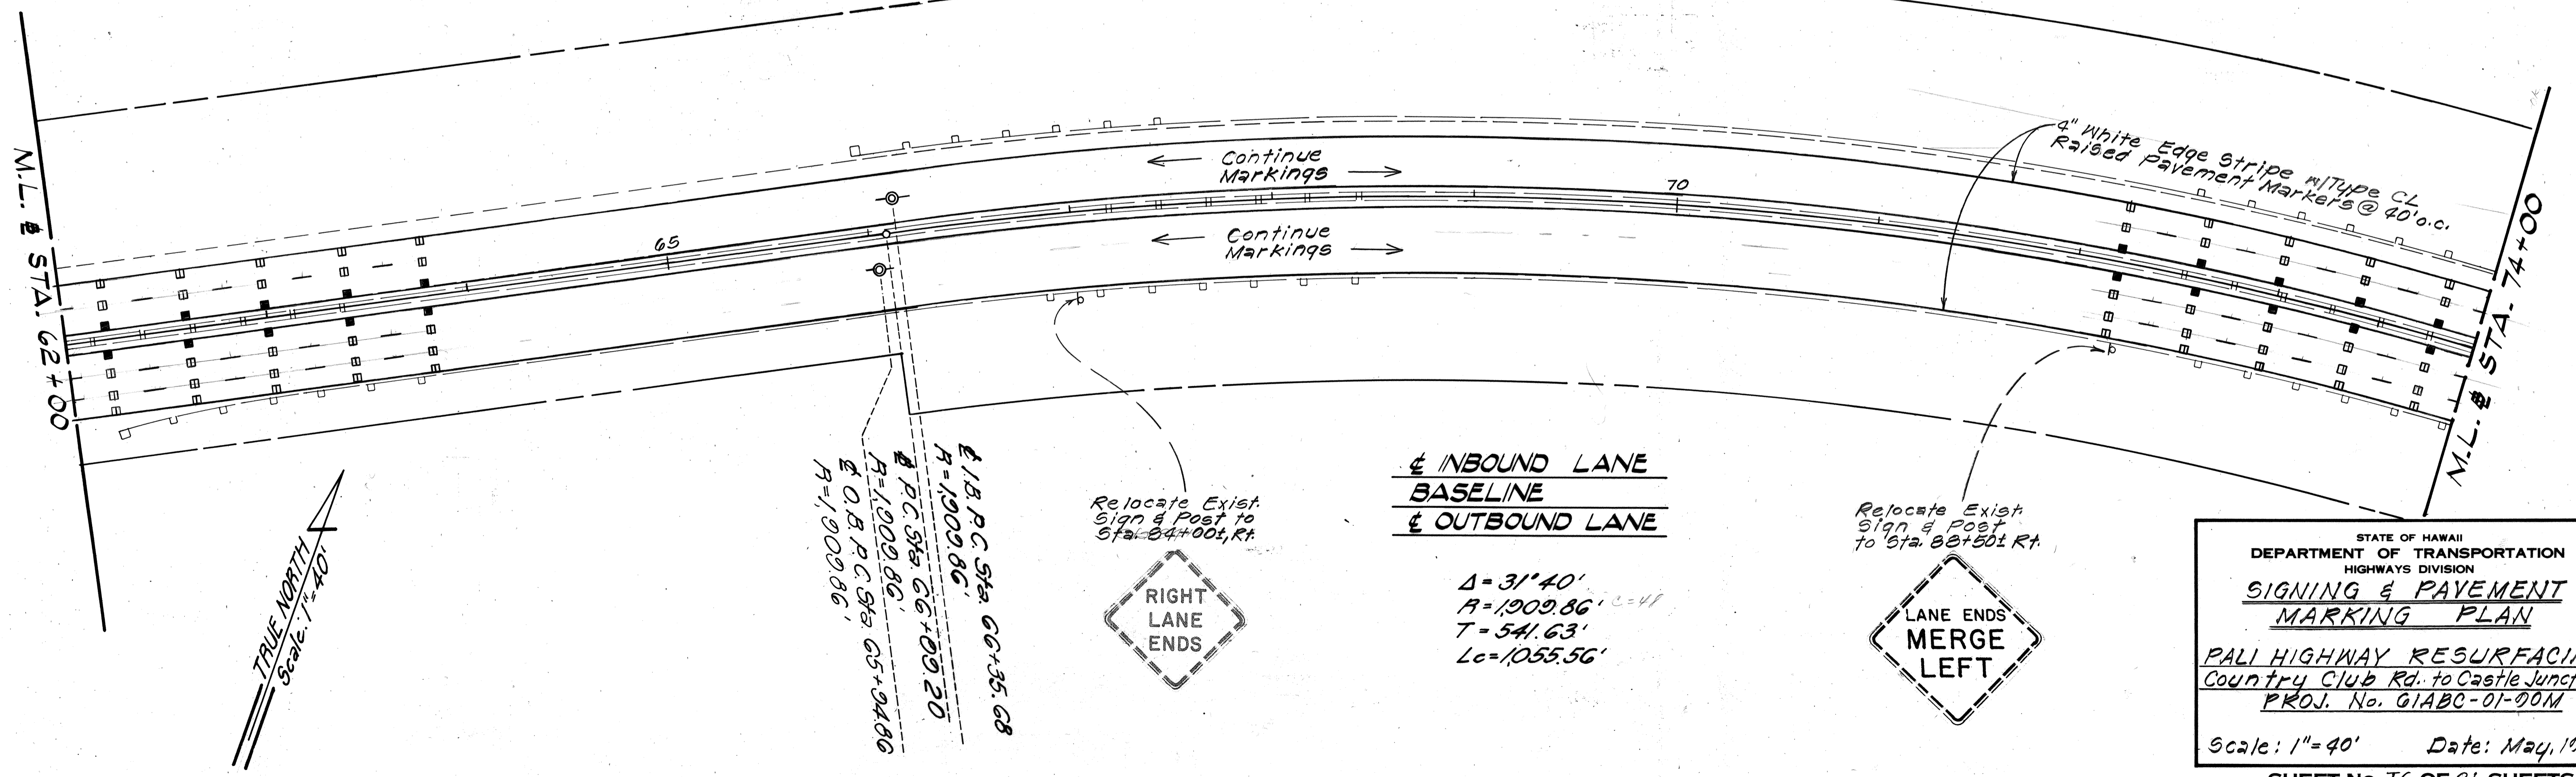 M.L. ℄ STA. 62+00
65
70
← Continue
Markings →
← Continue
Markings →
4" White Edge Stripe w/Type CL
Raised Pavement Markers @ 40' o.c.
M.L. ℄ STA. 74+00
TRUE NORTH
Scale: 1"=40'
℄ I.B. P.C. Sta. 66+35.68
R=1,909.86'
℄ P.C. Sta. 66+09.20
R=1,909.86'
℄ O.B. P.C. Sta. 65+94.86
R=1,909.86'
Relocate Exist.
Sign & Post to
Sta. 84+00±, Rt.
RIGHT
LANE
ENDS
℄ INBOUND LANE
BASELINE
℄ OUTBOUND LANE
Δ = 31°40'
R = 1,909.86'
T = 541.63'
Lc = 1,055.56'
Relocate Exist.
Sign & Post
to Sta. 88+50± Rt.
LANE ENDS
MERGE
LEFT
STATE OF HAWAII
DEPARTMENT OF TRANSPORTATION
HIGHWAYS DIVISION
SIGNING & PAVEMENT
MARKING PLAN
PALI HIGHWAY
Country Club Rd. to Castle
PROJ. No. 61ABC-01-90M
Scale: 1"=40' Date: May,